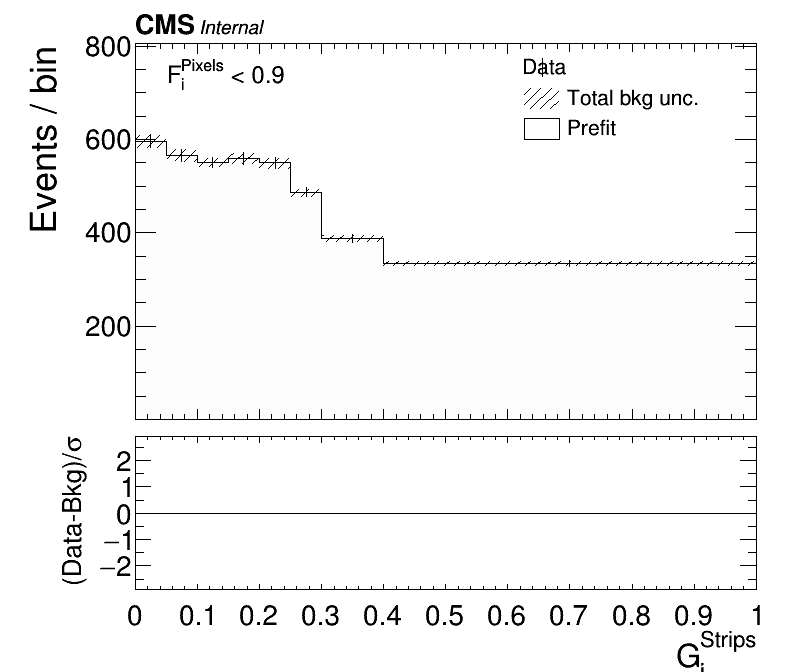 CMS Internal
800
600
400
200
Events / bin
F_i^Pixels < 0.9
Data
Total bkg unc.
Prefit
(Data-Bkg)/σ
2
1
0
−1
−2
0 0.1 0.2 0.3 0.4 0.5 0.6 0.7 0.8 0.9 1
G_i^Strips